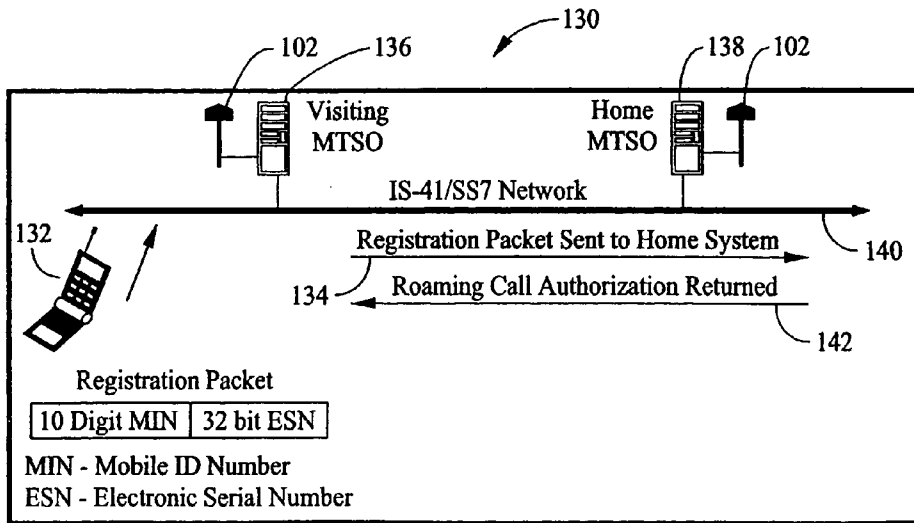 130
102
136
138
102
Visiting
MTSO
Home
MTSO
IS-41/SS7 Network
132
Registration Packet Sent to Home System
140
134
Roaming Call Authorization Returned
142
Registration Packet
10 Digit MIN 32 bit ESN
MIN - Mobile ID Number
ESN - Electronic Serial Number